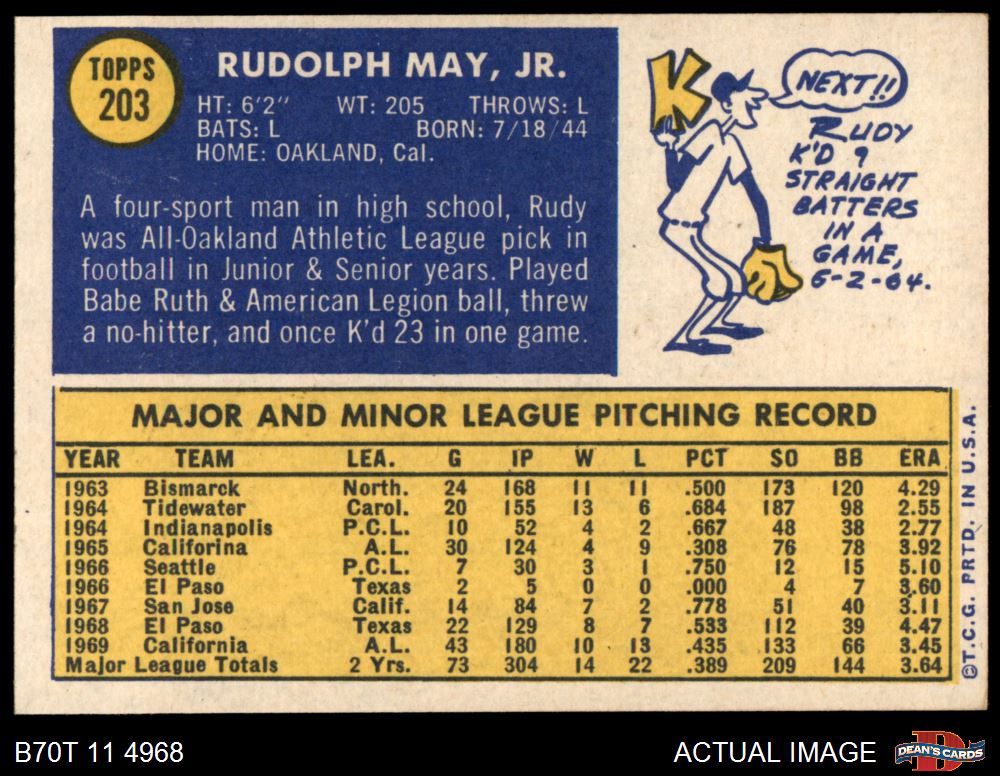 TOPPS
203
RUDOLPH MAY, JR.
HT: 6'2" WT: 205 THROWS: L
BATS: L BORN: 7/18/44
HOME: OAKLAND, Cal.
A four-sport man in high school, Rudy
was All-Oakland Athletic League pick in
football in Junior & Senior years. Played
Babe Ruth & American Legion ball, threw
a no-hitter, and once K'd 23 in one game.
K
NEXT!!
RUDY
K'D 9
STRAIGHT
BATTERS
IN A
GAME,
6-2-64.
MAJOR AND MINOR LEAGUE PITCHING RECORD
YEAR TEAM LEA. G IP W L PCT SO BB ERA
1963 Bismarck North. 24 168 11 11 .500 173 120 4.29
1964 Tidewater Carol. 20 155 13 6 .684 187 98 2.55
1964 Indianapolis P.C.L. 10 52 4 2 .667 48 38 2.77
1965 Califorina A.L. 30 124 4 9 .308 76 78 3.92
1966 Seattle P.C.L. 7 30 3 1 .750 12 15 5.10
1966 El Paso Texas 2 5 0 0 .000 4 7 3.60
1967 San Jose Calif. 14 84 7 2 .778 51 40 3.11
1968 El Paso Texas 22 129 8 7 .533 112 39 4.47
1969 California A.L. 43 180 10 13 .435 133 66 3.45
Major League Totals 2 Yrs. 73 304 14 22 .389 209 144 3.64
©T.C.G. PRTD. IN U.S.A.
B70T 11 4968
ACTUAL IMAGE
D
DEAN'S CARDS